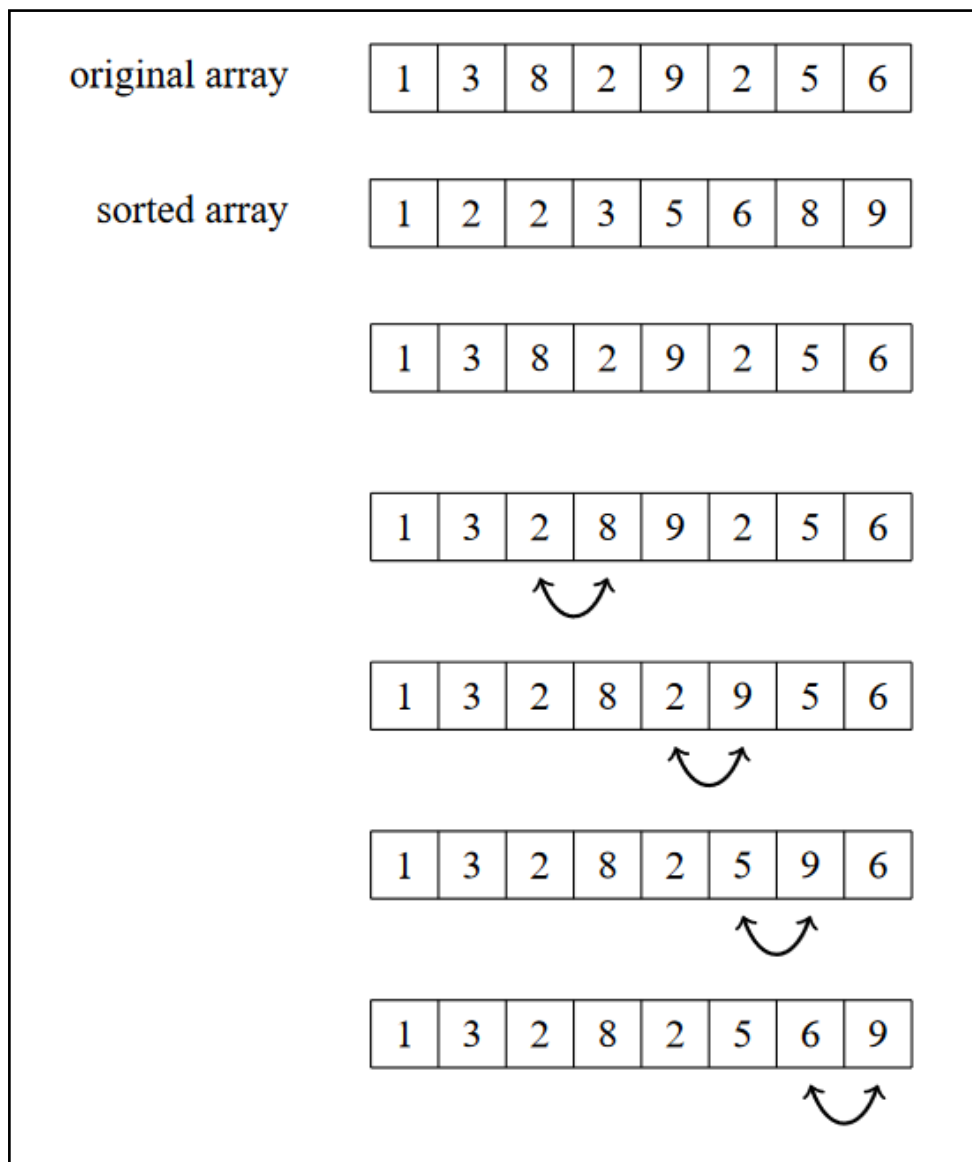 original array 1 3 8 2 9 2 5 6
sorted array 1 2 2 3 5 6 8 9
1 3 8 2 9 2 5 6
1 3 2 8 9 2 5 6
1 3 2 8 2 9 5 6
1 3 2 8 2 5 9 6
1 3 2 8 2 5 6 9